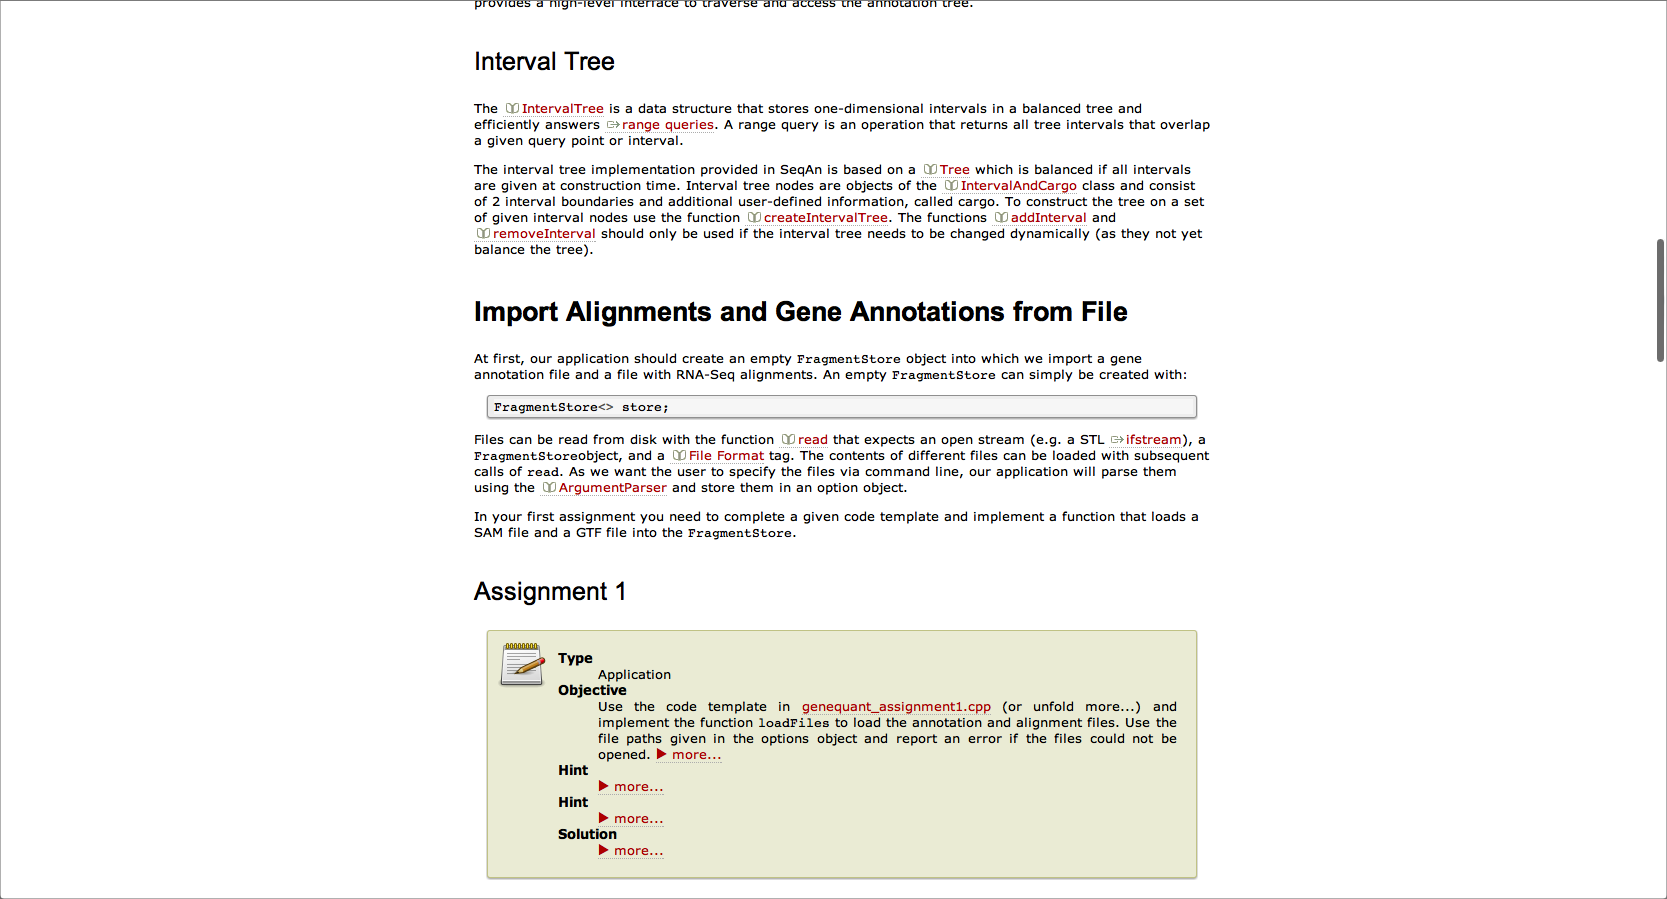 provides a high-level interface to traverse and access the annotation tree.
Interval Tree
The IntervalTree is a data structure that stores one-dimensional intervals in a balanced tree and
efficiently answers range queries. A range query is an operation that returns all tree intervals that overlap
a given query point or interval.
The interval tree implementation provided in SeqAn is based on a Tree which is balanced if all intervals
are given at construction time. Interval tree nodes are objects of the IntervalAndCargo class and consist
of 2 interval boundaries and additional user-defined information, called cargo. To construct the tree on a set
of given interval nodes use the function createIntervalTree. The functions addInterval and
removeInterval should only be used if the interval tree needs to be changed dynamically (as they not yet
balance the tree).
Import Alignments and Gene Annotations from File
At first, our application should create an empty FragmentStore object into which we import a gene
annotation file and a file with RNA-Seq alignments. An empty FragmentStore can simply be created with:
FragmentStore<> store;
Files can be read from disk with the function read that expects an open stream (e.g. a STL ifstream), a
FragmentStoreobject, and a File Format tag. The contents of different files can be loaded with subsequent
calls of read. As we want the user to specify the files via command line, our application will parse them
using the ArgumentParser and store them in an option object.
In your first assignment you need to complete a given code template and implement a function that loads a
SAM file and a GTF file into the FragmentStore.
Assignment 1
Type
Application
Objective
Use the code template in genequant_assignment1.cpp (or unfold more...) and
implement the function loadFiles to load the annotation and alignment files. Use the
file paths given in the options object and report an error if the files could not be
opened. ▶ more...
Hint
▶ more...
Hint
▶ more...
Solution
▶ more...